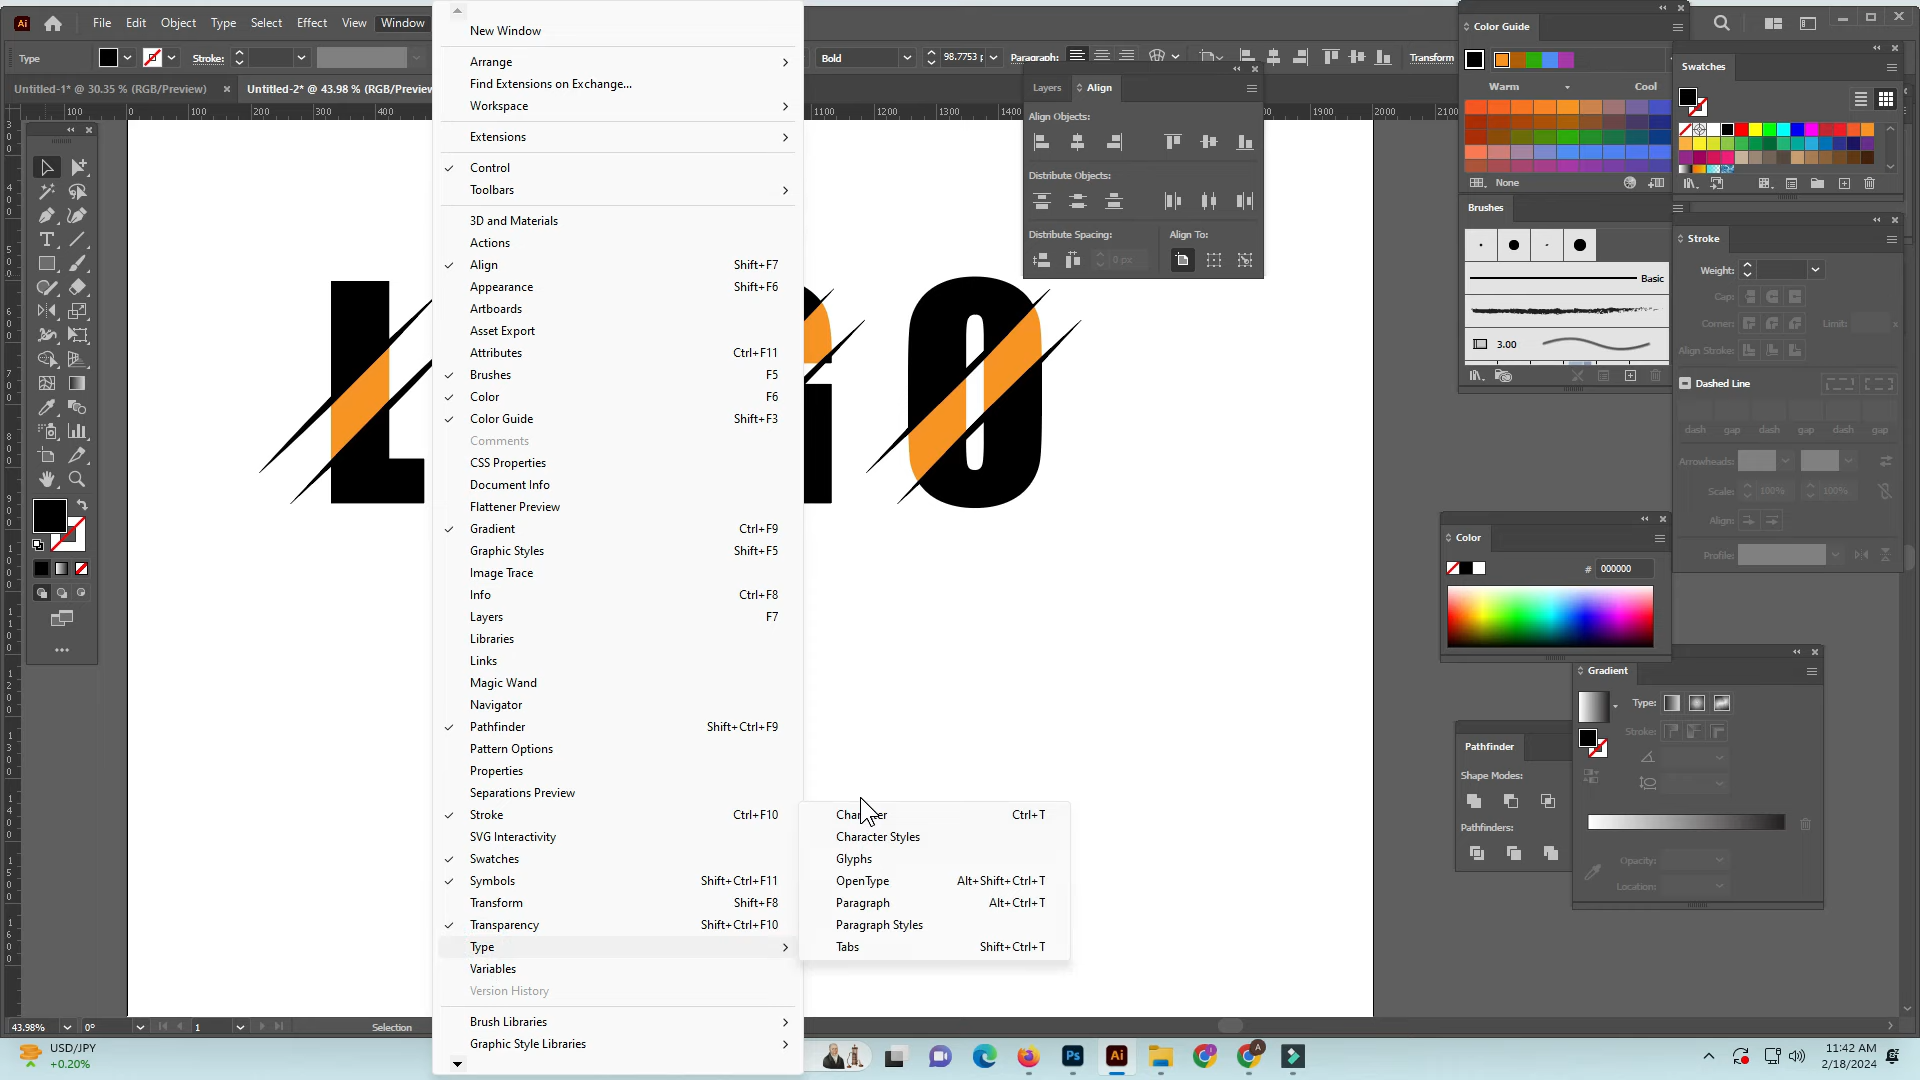 File Edit Object Type Select Effect View Window
Type Stroke: Bold 98.7753 p Paragraph: Transform
Untitled-1* @ 30.35 % (RGB/Preview) × Untitled-2* @ 43.98 % (RGB/Preview
100 0 100 200 300 400 1100 1200 1300 1400 1900 2000 2100
New Window
Arrange
Find Extensions on Exchange...
Workspace
Extensions
Control
Toolbars
3D and Materials
Actions
Align Shift+F7
Appearance Shift+F6
Artboards
Asset Export
Attributes Ctrl+F11
Brushes F5
Color F6
Color Guide Shift+F3
Comments
CSS Properties
Document Info
Flattener Preview
Gradient Ctrl+F9
Graphic Styles Shift+F5
Image Trace
Info Ctrl+F8
Layers F7
Libraries
Links
Magic Wand
Navigator
Pathfinder Shift+Ctrl+F9
Pattern Options
Properties
Separations Preview
Stroke Ctrl+F10
SVG Interactivity
Swatches
Symbols Shift+Ctrl+F11
Transform Shift+F8
Transparency Shift+Ctrl+F10
Type
Variables
Version History
Brush Libraries
Graphic Style Libraries
Character Ctrl+T
Character Styles
Glyphs
OpenType Alt+Shift+Ctrl+T
Paragraph Alt+Ctrl+T
Paragraph Styles
Tabs Shift+Ctrl+T
Layers Align
Align Objects:
Distribute Objects:
Distribute Spacing: Align To:
0 px
Color Guide
Warm Cool
None
Brushes
Basic
3.00
Swatches
Stroke
Weight:
Cap:
Corner: Limit: x
Align Stroke:
Dashed Line
dash gap dash gap dash gap
Arrowheads:
Scale: 100% 100%
Align:
Profile:
Color
# 000000
Gradient
Type:
Stroke:
Opacity:
Location:
Pathfinder
Shape Modes:
Pathfinders:
43.98% 0° 1 Selection
USD/JPY
+0.20%
Ps Ai
11:42 AM
2/18/2024